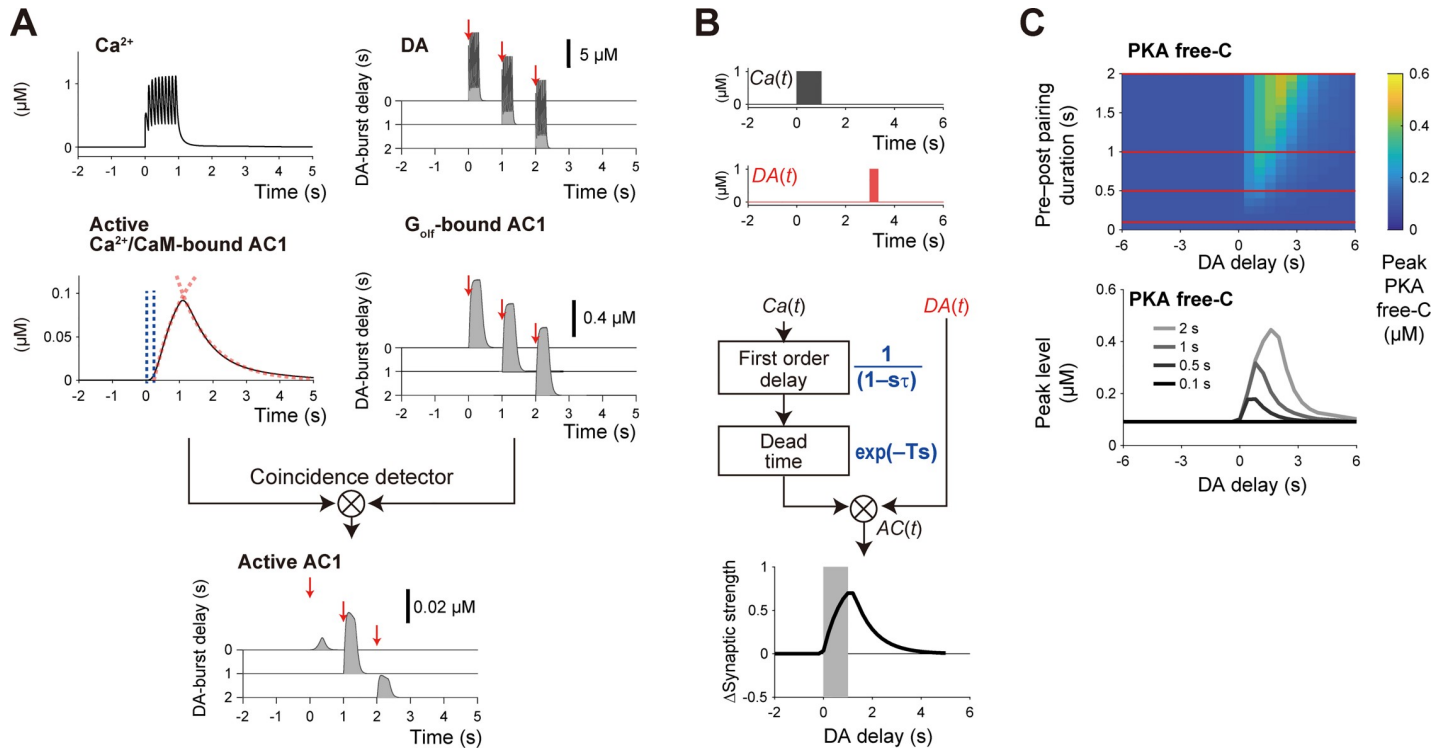 A
Ca2+
(μM)
1
0
-2 -1 0 1 2 3 4 5
Time (s)
DA
5 μM
DA-burst delay (s)
0
1
2
-2 -1 0 1 2 3 4 5
Time (s)
Active
Ca2+/CaM-bound AC1
(μM)
0.1
0.05
0
-2 -1 0 1 2 3 4 5
Time (s)
Golf-bound AC1
0.4 μM
DA-burst delay (s)
0
1
2
-2 -1 0 1 2 3 4 5
Time (s)
Coincidence detector
Active AC1
0.02 μM
DA-burst delay (s)
0
1
2
-2 -1 0 1 2 3 4 5
Time (s)
B
Ca(t)
(μM)
1
0
-2 0 2 4 6
Time (s)
DA(t)
(μM)
1
0
-2 0 2 4 6
Time (s)
Ca(t)
DA(t)
First order
delay
1
(1–sτ)
Dead
time
exp(–Ts)
AC(t)
ΔSynaptic strength
1
0.5
0
-0.5
-2 0 2 4 6
DA delay (s)
C
PKA free-C
Pre–post pairing
duration (s)
2
1.5
1
0.5
0
-6 -3 0 3 6
DA delay (s)
0.6
0.4
0.2
0
Peak
PKA
free-C
(μM)
PKA free-C
2 s
1 s
0.5 s
0.1 s
Peak level
(μM)
0.6
0.4
0.2
0
-6 -3 0 3 6
DA delay (s)